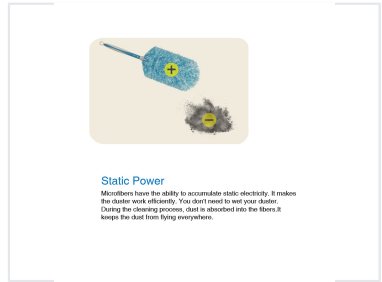 +
−
Static Power
Microfibers have the ability to accumulate static electricity. It makes
the duster work efficiently. You don't need to wet your duster.
During the cleaning process, dust is absorbed into the fibers.It
keeps the dust from flying everywhere.